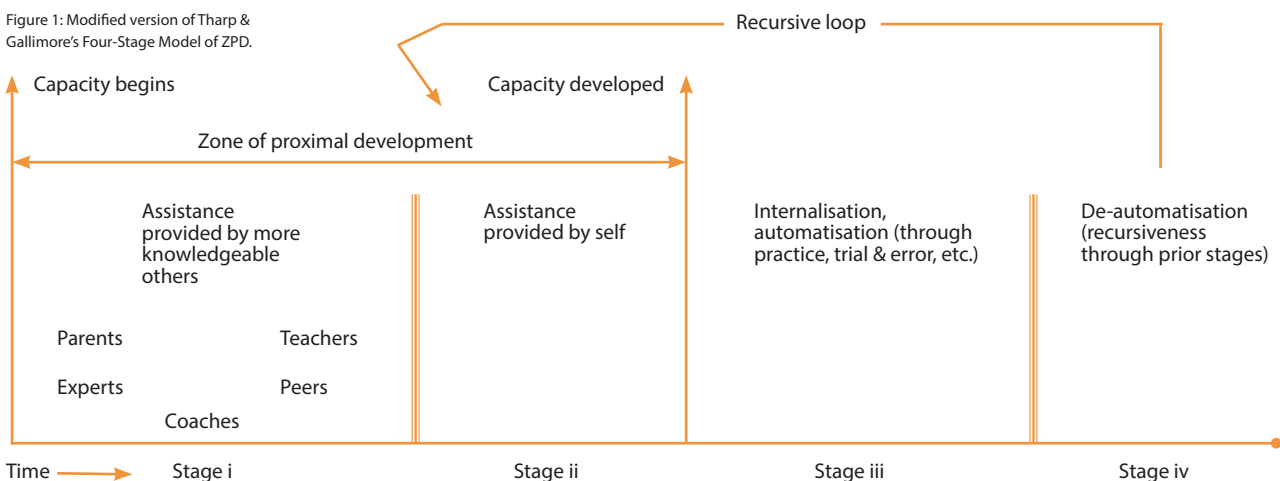 Figure 1: Modified version of Tharp &
Gallimore's Four-Stage Model of ZPD.
Recursive loop
Capacity begins
Capacity developed
Zone of proximal development
Assistance
provided by more
knowledgeable
others
Assistance
provided by self
Internalisation,
automatisation (through
practice, trial & error, etc.)
De-automatisation
(recursiveness
through prior stages)
Parents
Teachers
Experts
Peers
Coaches
Time
Stage i
Stage ii
Stage iii
Stage iv